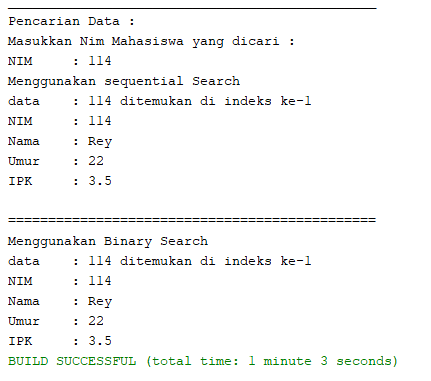 Pencarian Data :
Masukkan Nim Mahasiswa yang dicari :
NIM     : 114
Menggunakan sequential Search
data    : 114 ditemukan di indeks ke-1
NIM     : 114
Nama    : Rey
Umur    : 22
IPK     : 3.5
==============================================
Menggunakan Binary Search
data    : 114 ditemukan di indeks ke-1
NIM     : 114
Nama    : Rey
Umur    : 22
IPK     : 3.5
BUILD SUCCESSFUL (total time: 1 minute 3 seconds)